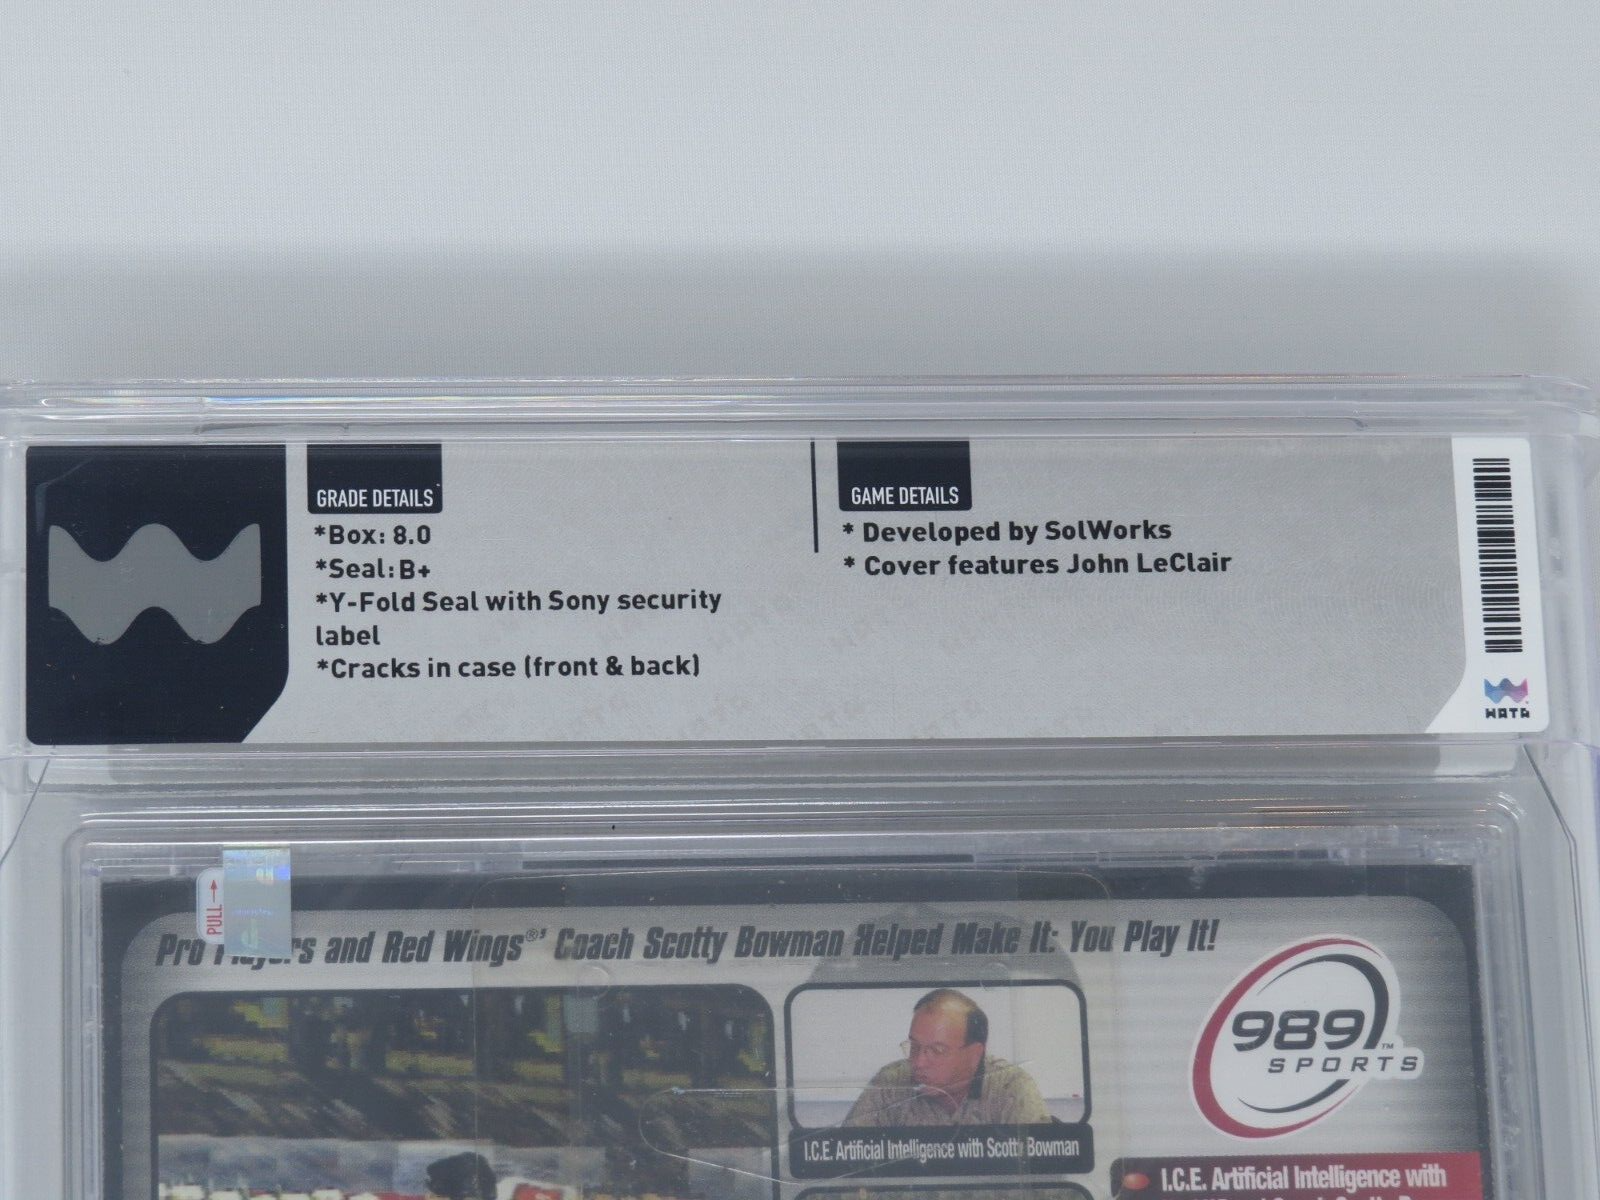 GRADE DETAILS
*Box: 8.0
*Seal: B+
*Y-Fold Seal with Sony security
label
*Cracks in case (front & back)
GAME DETAILS
* Developed by SolWorks
* Cover features John LeClair
WATA
PULL→
Pro Players and Red Wings®' Coach Scotty Bowman Helped Make It: You Play It!
989™
SPORTS
I.C.E. Artificial Intelligence with Scotty Bowman
I.C.E. Artificial Intelligence with